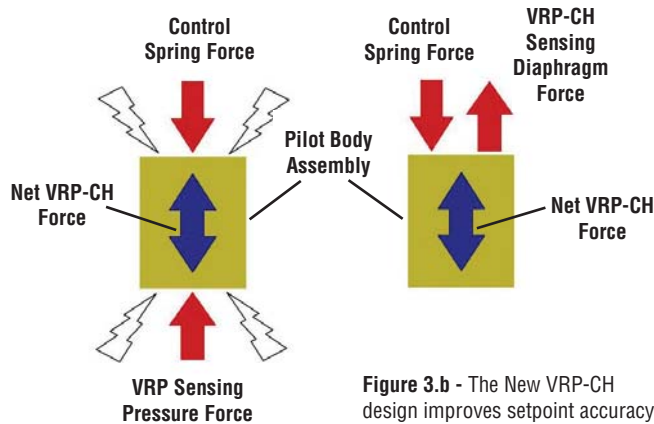 Control
Spring Force
Control
Spring Force
VRP-CH
Sensing
Diaphragm
Force
Pilot Body
Assembly
Net VRP-CH
Force
Net VRP-CH
Force
VRP Sensing
Pressure Force
Figure 3.b - The New VRP-CH
design improves setpoint accuracy